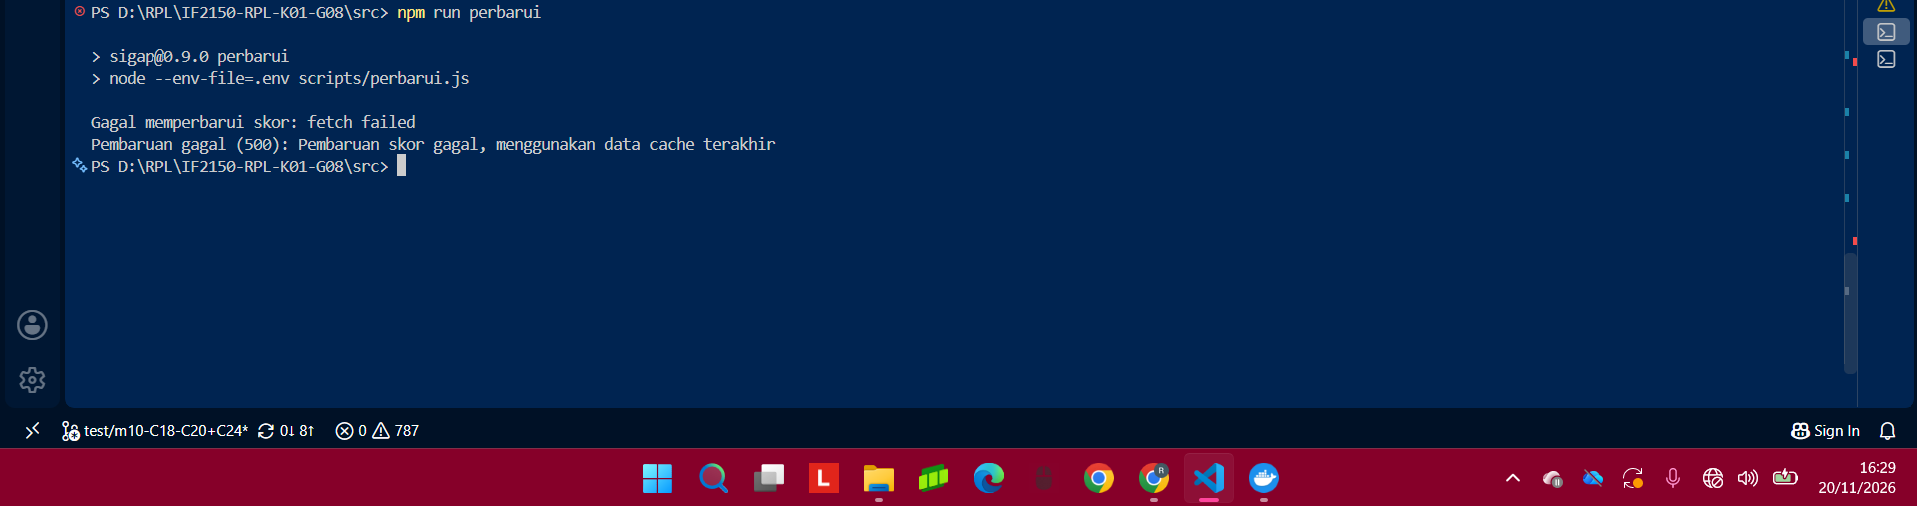 PS D:\RPL\IF2150-RPL-K01-G08\src> npm run perbarui
> sigap@0.9.0 perbarui
> node --env-file=.env scripts/perbarui.js
Gagal memperbarui skor: fetch failed
Pembaruan gagal (500): Pembaruan skor gagal, menggunakan data cache terakhir
PS D:\RPL\IF2150-RPL-K01-G08\src>
test/m10-C18-C20+C24* 0↓ 8↑ 0 787 Sign In
L R 16:29
20/11/2026